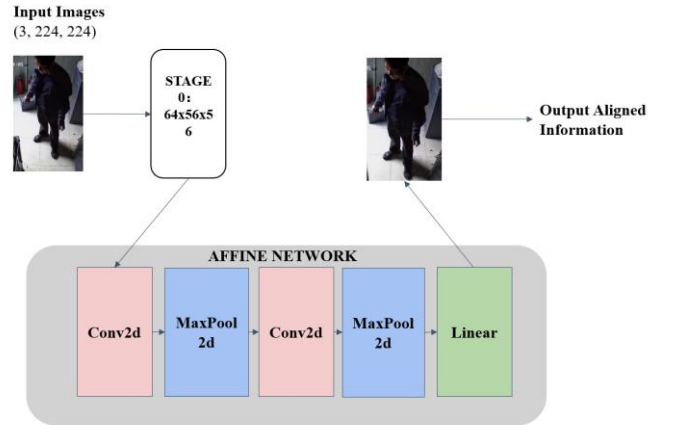 Input Images
(3, 224, 224)
STAGE
0：
64x56x5
6
Output Aligned
Information
AFFINE NETWORK
Conv2d
MaxPool
2d
Conv2d
MaxPool
2d
Linear